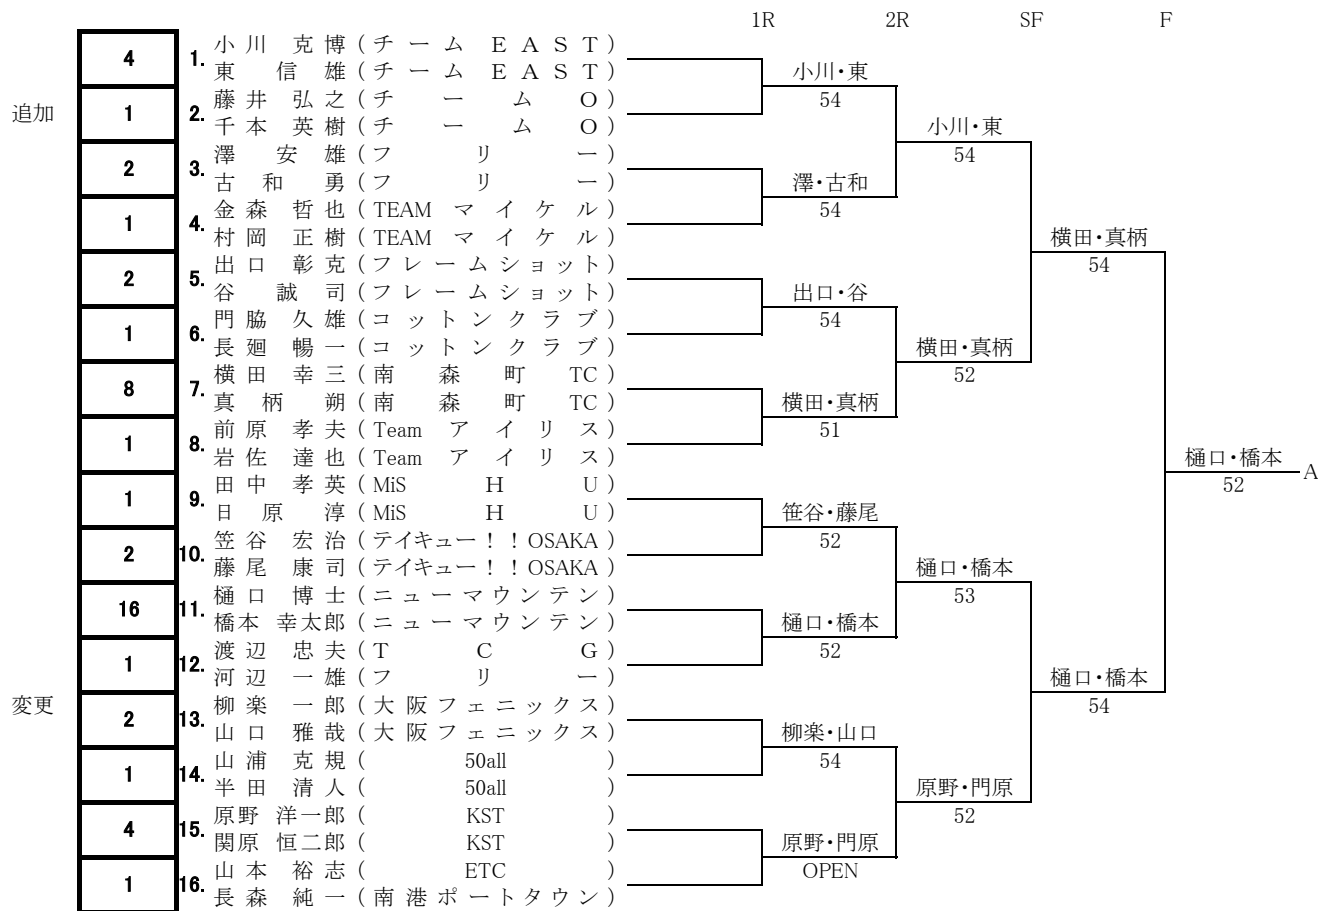 1R 2R SF F
4 1. 小川 克博 (チーム EAST)
東 信雄 (チーム EAST)
小川・東
54
追加 1 2. 藤井 弘之 (チーム O)
千本 英樹 (チーム O)
小川・東
54
2 3. 澤 安雄 (フリー)
古和 勇 (フリー)
澤・古和
54
1 4. 金森 哲也 (TEAM マイケル)
村岡 正樹 (TEAM マイケル)
横田・真柄
54
2 5. 出口 彰克 (フレームショット)
谷 誠司 (フレームショット)
出口・谷
54
1 6. 門脇 久雄 (コットンクラブ)
長廻 暢一 (コットンクラブ)
横田・真柄
52
8 7. 横田 幸三 (南森町 TC)
真柄 朔 (南森町 TC)
横田・真柄
51
1 8. 前原 孝夫 (Team アイリス)
岩佐 達也 (Team アイリス)
樋口・橋本
52 A
1 9. 田中 孝英 (MiS H U)
日原 淳 (MiS H U)
笹谷・藤尾
52
2 10. 笠谷 宏治 (テイキュー!!OSAKA)
藤尾 康司 (テイキュー!!OSAKA)
樋口・橋本
53
16 11. 樋口 博士 (ニューマウンテン)
橋本 幸太郎 (ニューマウンテン)
樋口・橋本
52
1 12. 渡辺 忠夫 (T C G)
河辺 一雄 (フリー)
樋口・橋本
54
変更 2 13. 柳楽 一郎 (大阪フェニックス)
山口 雅哉 (大阪フェニックス)
柳楽・山口
54
1 14. 山浦 克規 (50all)
半田 清人 (50all)
原野・門原
52
4 15. 原野 洋一郎 (KST)
関原 恒二郎 (KST)
原野・門原
OPEN
1 16. 山本 裕志 (ETC)
長森 純一 (南港ポートタウン)